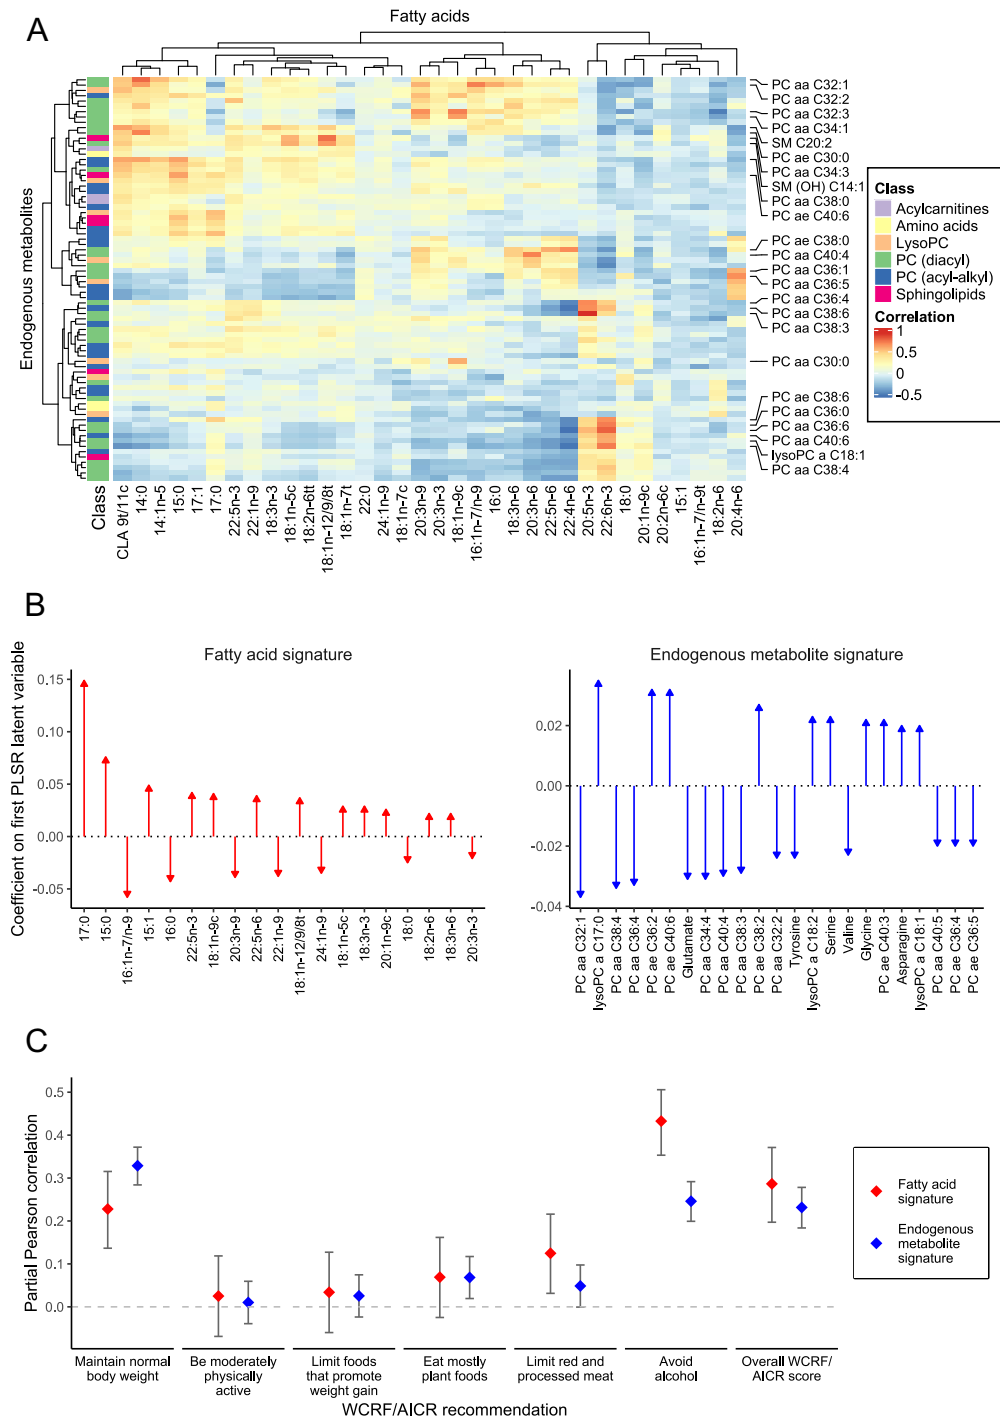 A
Fatty acids
Endogenous metabolites
PC aa C32:1
PC aa C32:2
PC aa C32:3
PC aa C34:1
SM C20:2
PC ae C30:0
PC aa C34:3
SM (OH) C14:1
PC aa C38:0
PC ae C40:6
PC ae C38:0
PC aa C40:4
PC aa C36:1
PC aa C36:5
PC aa C36:4
PC aa C38:6
PC aa C38:3
PC aa C30:0
PC ae C38:6
PC aa C36:0
PC aa C36:6
PC aa C40:6
lysoPC a C18:1
PC aa C38:4
Class
Acylcarnitines
Amino acids
LysoPC
PC (diacyl)
PC (acyl-alkyl)
Sphingolipids
Correlation
1
0.5
0
-0.5
Class
CLA 9t/11c
14:0
14:1n-5
15:0
17:1
17:0
22:5n-3
22:1n-9
18:3n-3
18:1n-5c
18:2n-6tt
18:1n-12/9/8t
18:1n-7t
22:0
24:1n-9
18:1n-7c
20:3n-9
20:3n-3
18:1n-9c
16:1n-7/n-9
16:0
18:3n-6
20:3n-6
22:5n-6
22:4n-6
20:5n-3
22:6n-3
18:0
20:1n-9c
20:2n-6c
15:1
16:1n-7/n-9t
18:2n-6
20:4n-6
B
Fatty acid signature
Coefficient on first PLSR latent variable
0.15
0.10
0.05
0.00
-0.05
17:0
15:0
16:1n-7/n-9
15:1
16:0
22:5n-3
18:1n-9c
20:3n-9
22:5n-6
22:1n-9
18:1n-12/9/8t
24:1n-9
18:1n-5c
18:3n-3
20:1n-9c
18:0
18:2n-6
18:3n-6
20:3n-3
Endogenous metabolite signature
0.02
0.00
-0.02
-0.04
PC aa C32:1
lysoPC a C17:0
PC aa C38:4
PC aa C36:4
PC ae C36:2
PC ae C40:6
Glutamate
PC aa C34:4
PC aa C40:4
PC aa C38:3
PC ae C38:2
PC aa C32:2
Tyrosine
lysoPC a C18:2
Serine
Valine
Glycine
PC ae C40:3
Asparagine
lysoPC a C18:1
PC aa C40:5
PC ae C36:4
PC ae C36:5
C
Partial Pearson correlation
0.5
0.4
0.3
0.2
0.1
0.0
Maintain normal
body weight
Be moderately
physically
active
Limit foods
that promote
weight gain
Eat mostly
plant foods
Limit red and
processed meat
Avoid
alcohol
Overall WCRF/
AICR score
WCRF/AICR recommendation
Fatty acid
signature
Endogenous
metabolite
signature